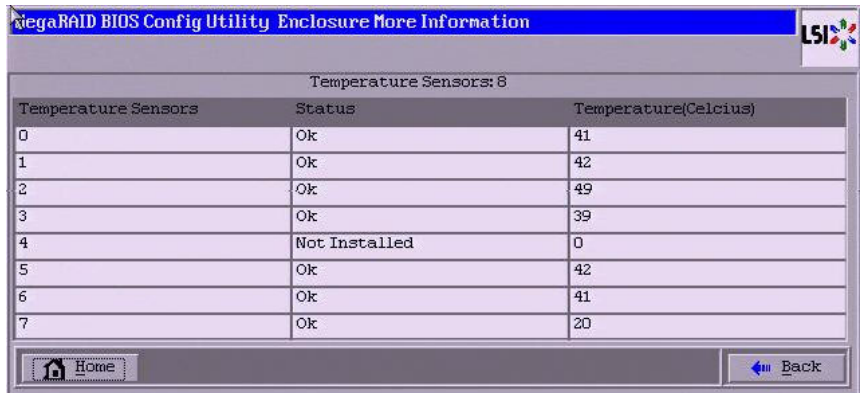 MegaRAID BIOS Config Utility Enclosure More Information
LSI
Temperature Sensors: 8
Temperature Sensors Status Temperature(Celcius)
0 Ok 41
1 Ok 42
2 Ok 49
3 Ok 39
4 Not Installed 0
5 Ok 42
6 Ok 41
7 Ok 20
Home Back